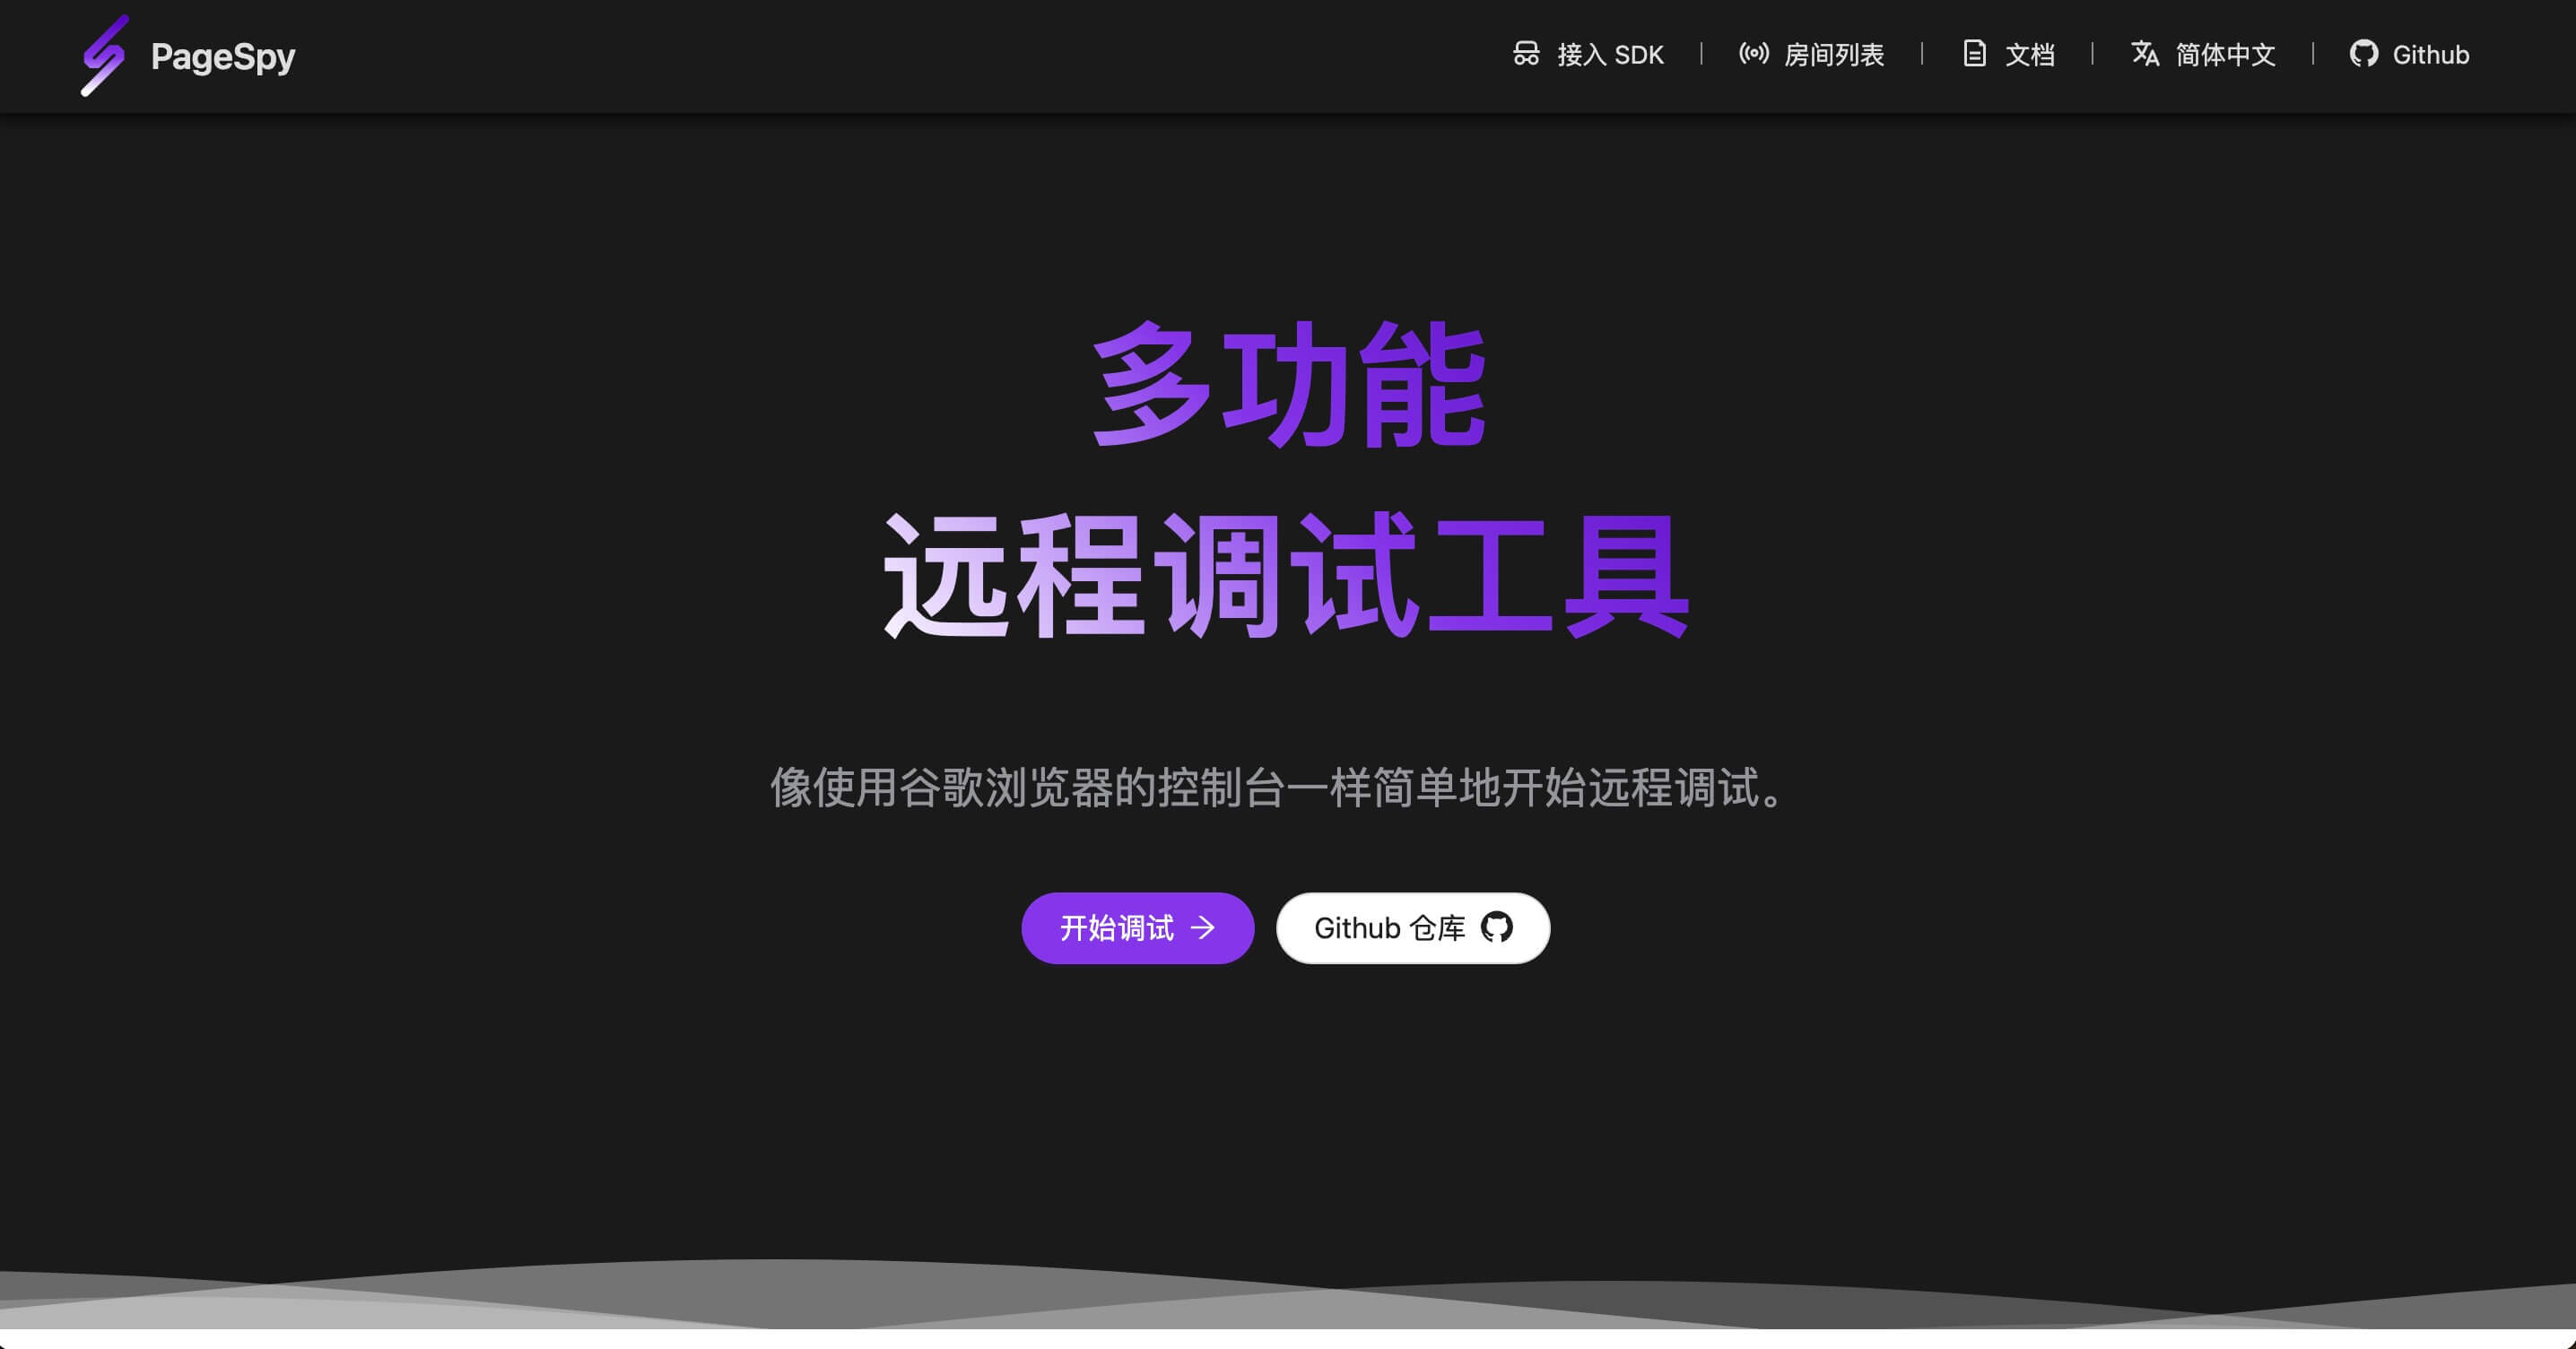 PageSpy
接入 SDK
房间列表
文档
简体中文
Github
多功能
远程调试工具
像使用谷歌浏览器的控制台一样简单地开始远程调试。
开始调试
Github 仓库